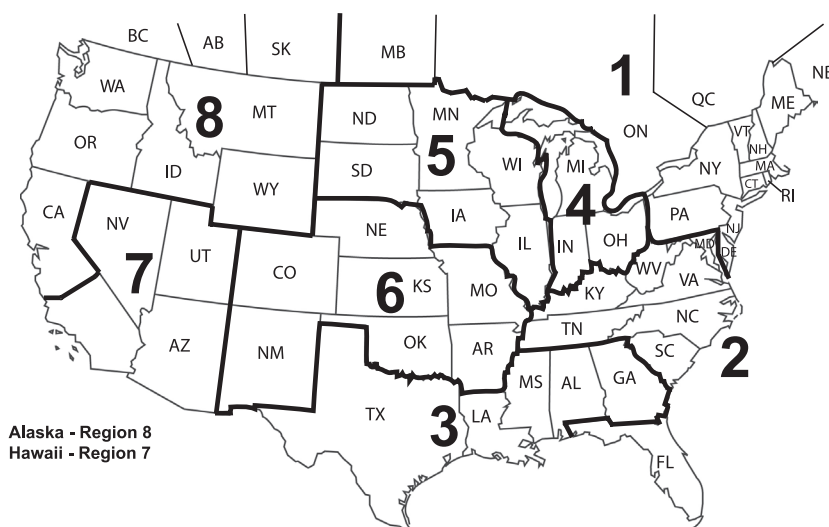 BC
AB
SK
MB
1
QC
NB
ON
WA
MT
8
ND
MN
ME
VT
NH
OR
ID
5
WI
MI
NY
MA
CT
RI
SD
WY
4
PA
NJ
CA
NV
IA
NE
IL
IN
OH
MD
DE
7
UT
CO
6
KS
MO
WV
VA
KY
NC
AZ
NM
OK
AR
TN
SC
2
MS
AL
GA
TX
3
LA
Alaska - Region 8
Hawaii - Region 7
FL